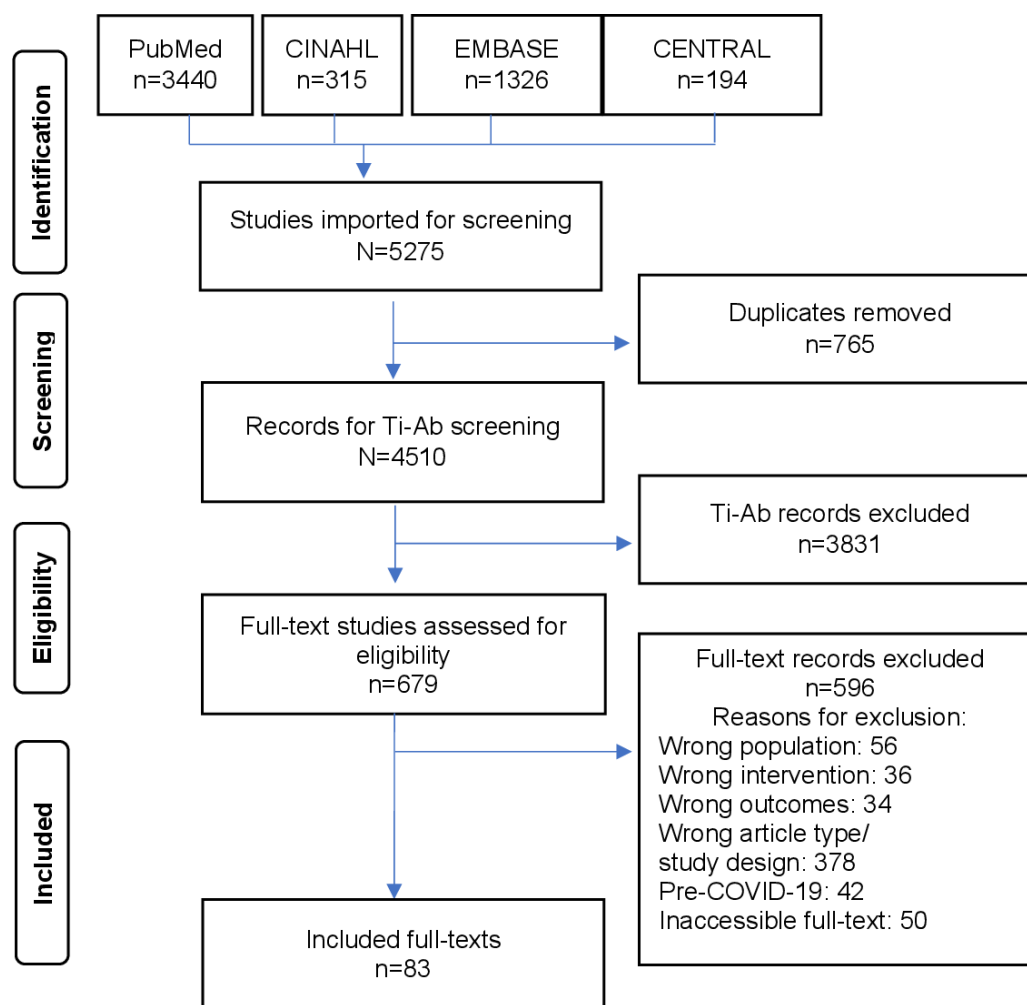 PubMed
n=3440
CINAHL
n=315
EMBASE
n=1326
CENTRAL
n=194
Identification
Studies imported for screening
N=5275
Duplicates removed
n=765
Screening
Records for Ti-Ab screening
N=4510
Ti-Ab records excluded
n=3831
Eligibility
Full-text studies assessed for
eligibility
n=679
Full-text records excluded
n=596
Reasons for exclusion:
Wrong population: 56
Wrong intervention: 36
Wrong outcomes: 34
Wrong article type/
study design: 378
Pre-COVID-19: 42
Inaccessible full-text: 50
Included
Included full-texts
n=83